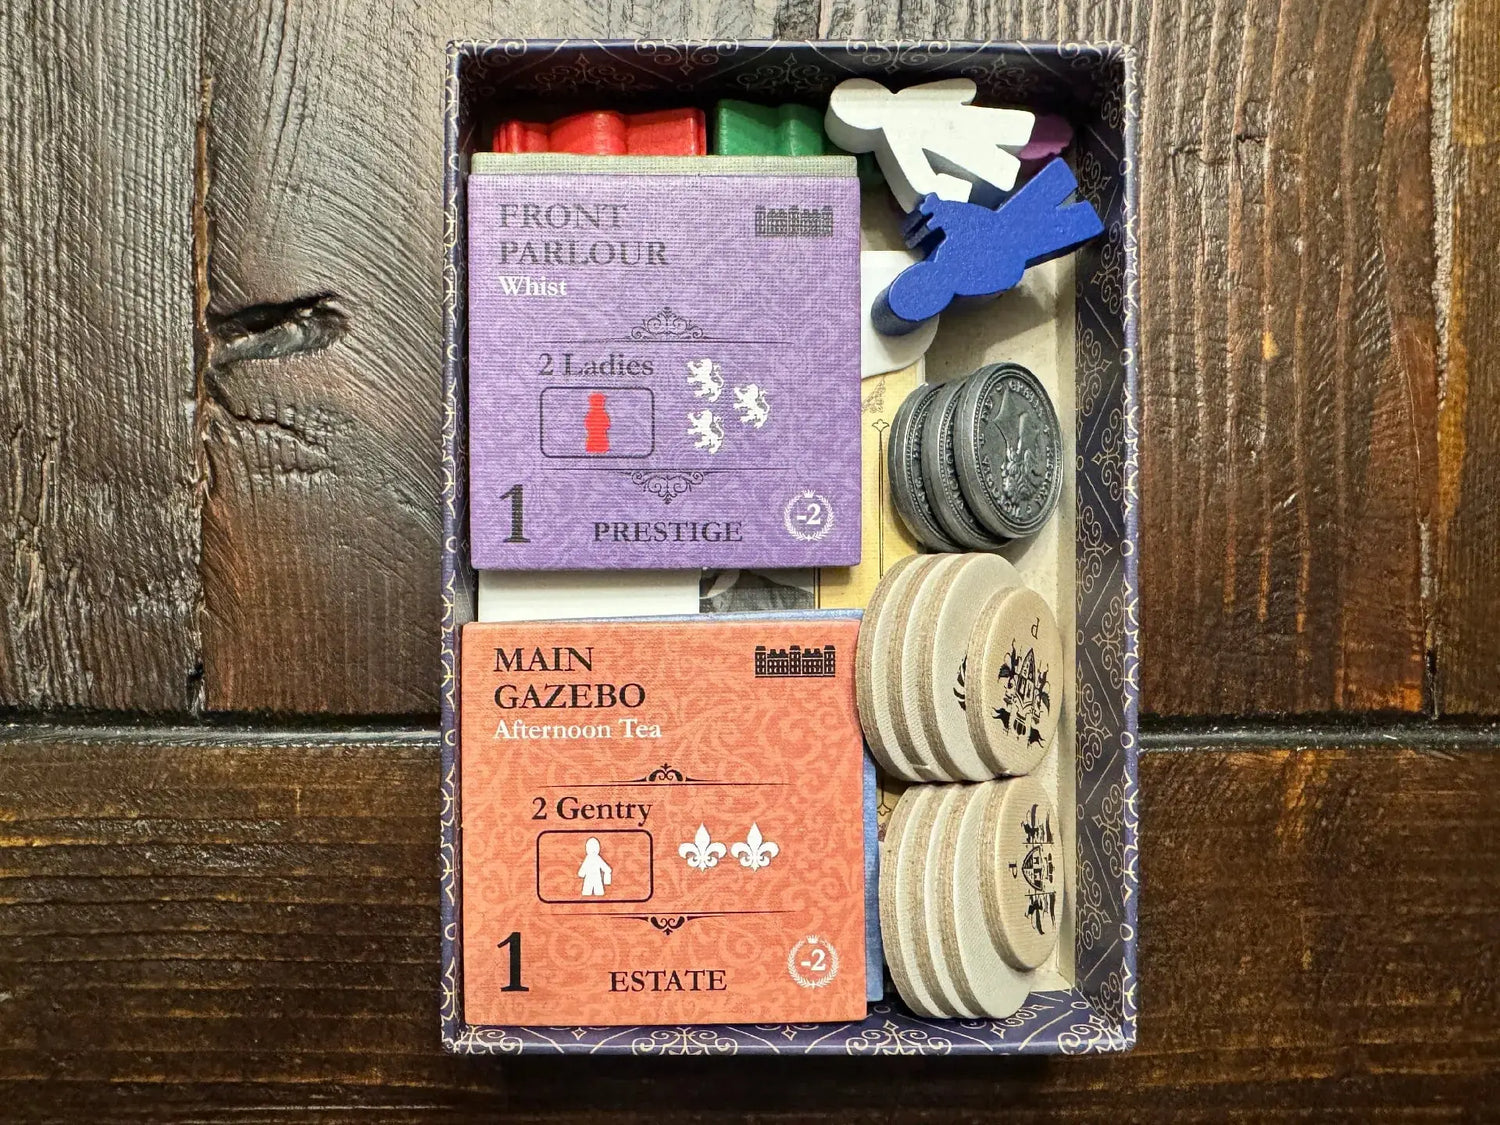 FRONT
PARLOUR
Whist
2 Ladies
1
PRESTIGE
-2
MAIN
GAZEBO
Afternoon Tea
2 Gentry
1
ESTATE
-2
P
P